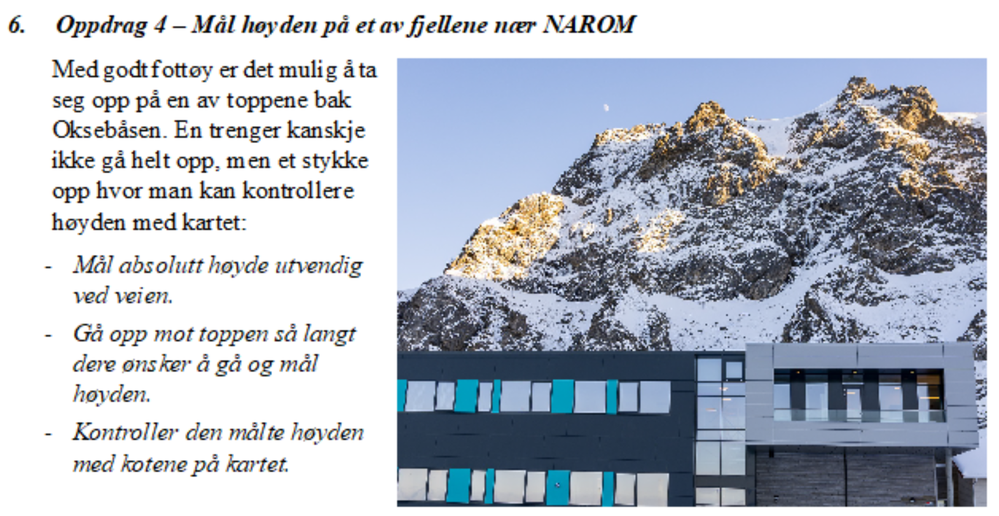 6. Oppdrag 4 – Mål høyden på et av fjellene nær NAROM
Med godt fottøy er det mulig å ta
seg opp på en av toppene bak
Oksebåsen. En trenger kanskje
ikke gå helt opp, men et stykke
opp hvor man kan kontrollere
høyden med kartet:
- Mål absolutt høyde utvendig
ved veien.
- Gå opp mot toppen så langt
dere ønsker å gå og mål
høyden.
- Kontroller den målte høyden
med kotene på kartet.